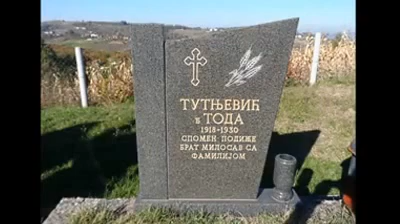 ТУТЊЕВИЋ
Ђ ТОДА
1918-1930
СПОМЕН ПОДИЖЕ
БРАТ МИЛОСАВ СА
ФАМИЛИЈОМ